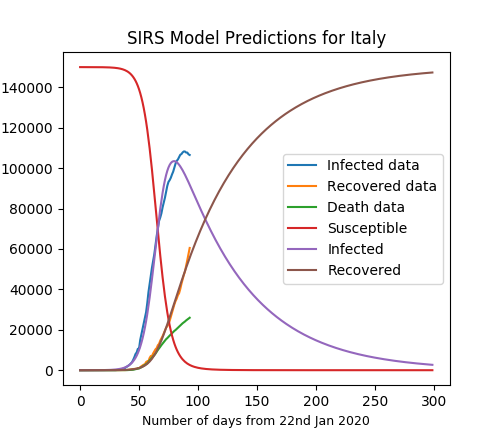 SIRS Model Predictions for Italy
140000
120000
100000
80000
60000
40000
20000
0
Infected data
Recovered data
Death data
Susceptible
Infected
Recovered
0 50 100 150 200 250 300
Number of days from 22nd Jan 2020